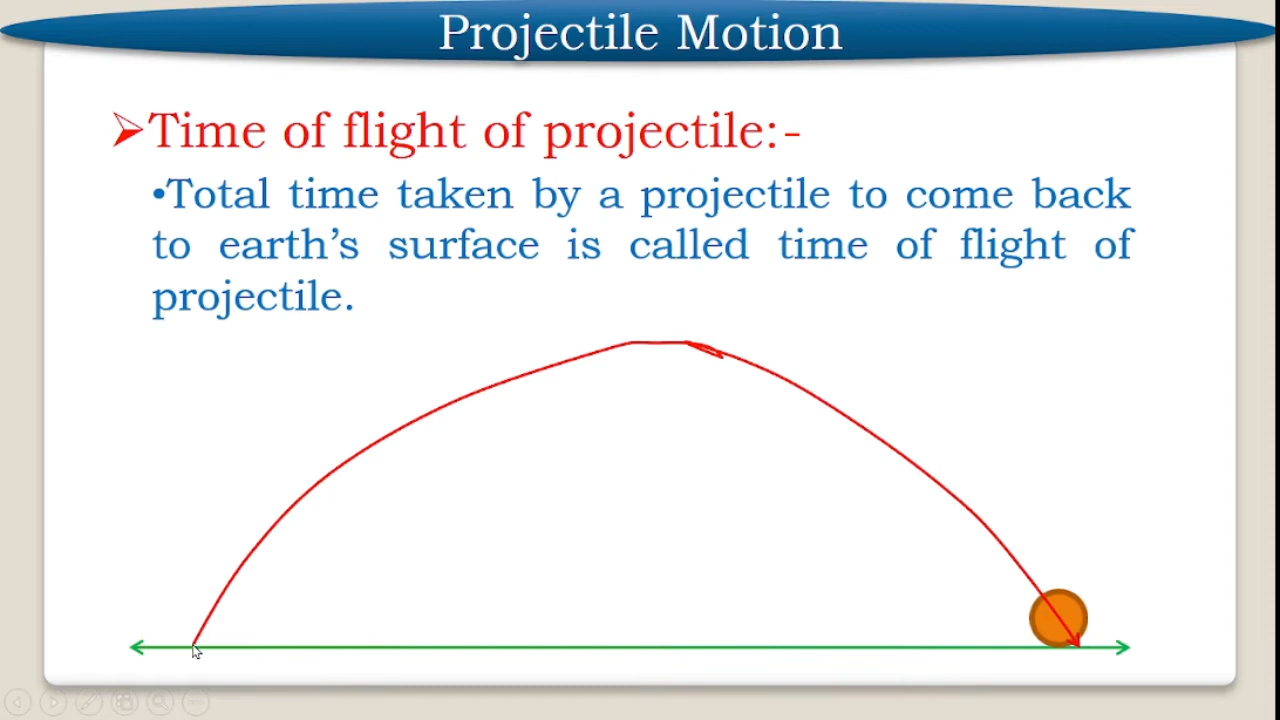 Projectile Motion
➢Time of flight of projectile:-
•Total time taken by a projectile to come back
to earth’s surface is called time of flight of
projectile.